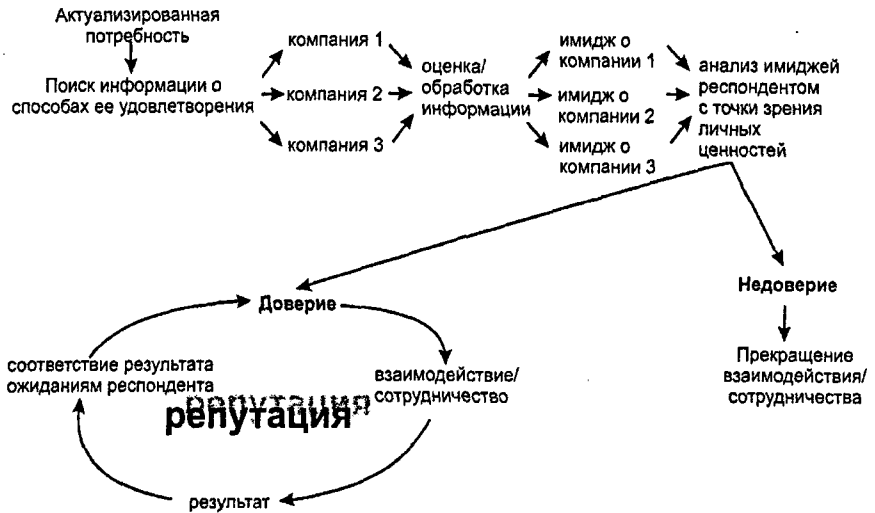 Актуализированная
потребность
Поиск информации о
способах ее удовлетворения
компания 1
компания 2
компания 3
оценка/
обработка
информации
имидж о
компании 1
имидж о
компании 2
имидж о
компании 3
анализ имиджей
респондентом
с точки зрения
личных
ценностей
Доверие
Недоверие
соответствие результата
ожиданиям респондента
взаимодействие/
сотрудничество
Прекращение
взаимодействия/
сотрудничества
репутация
репутация
результат